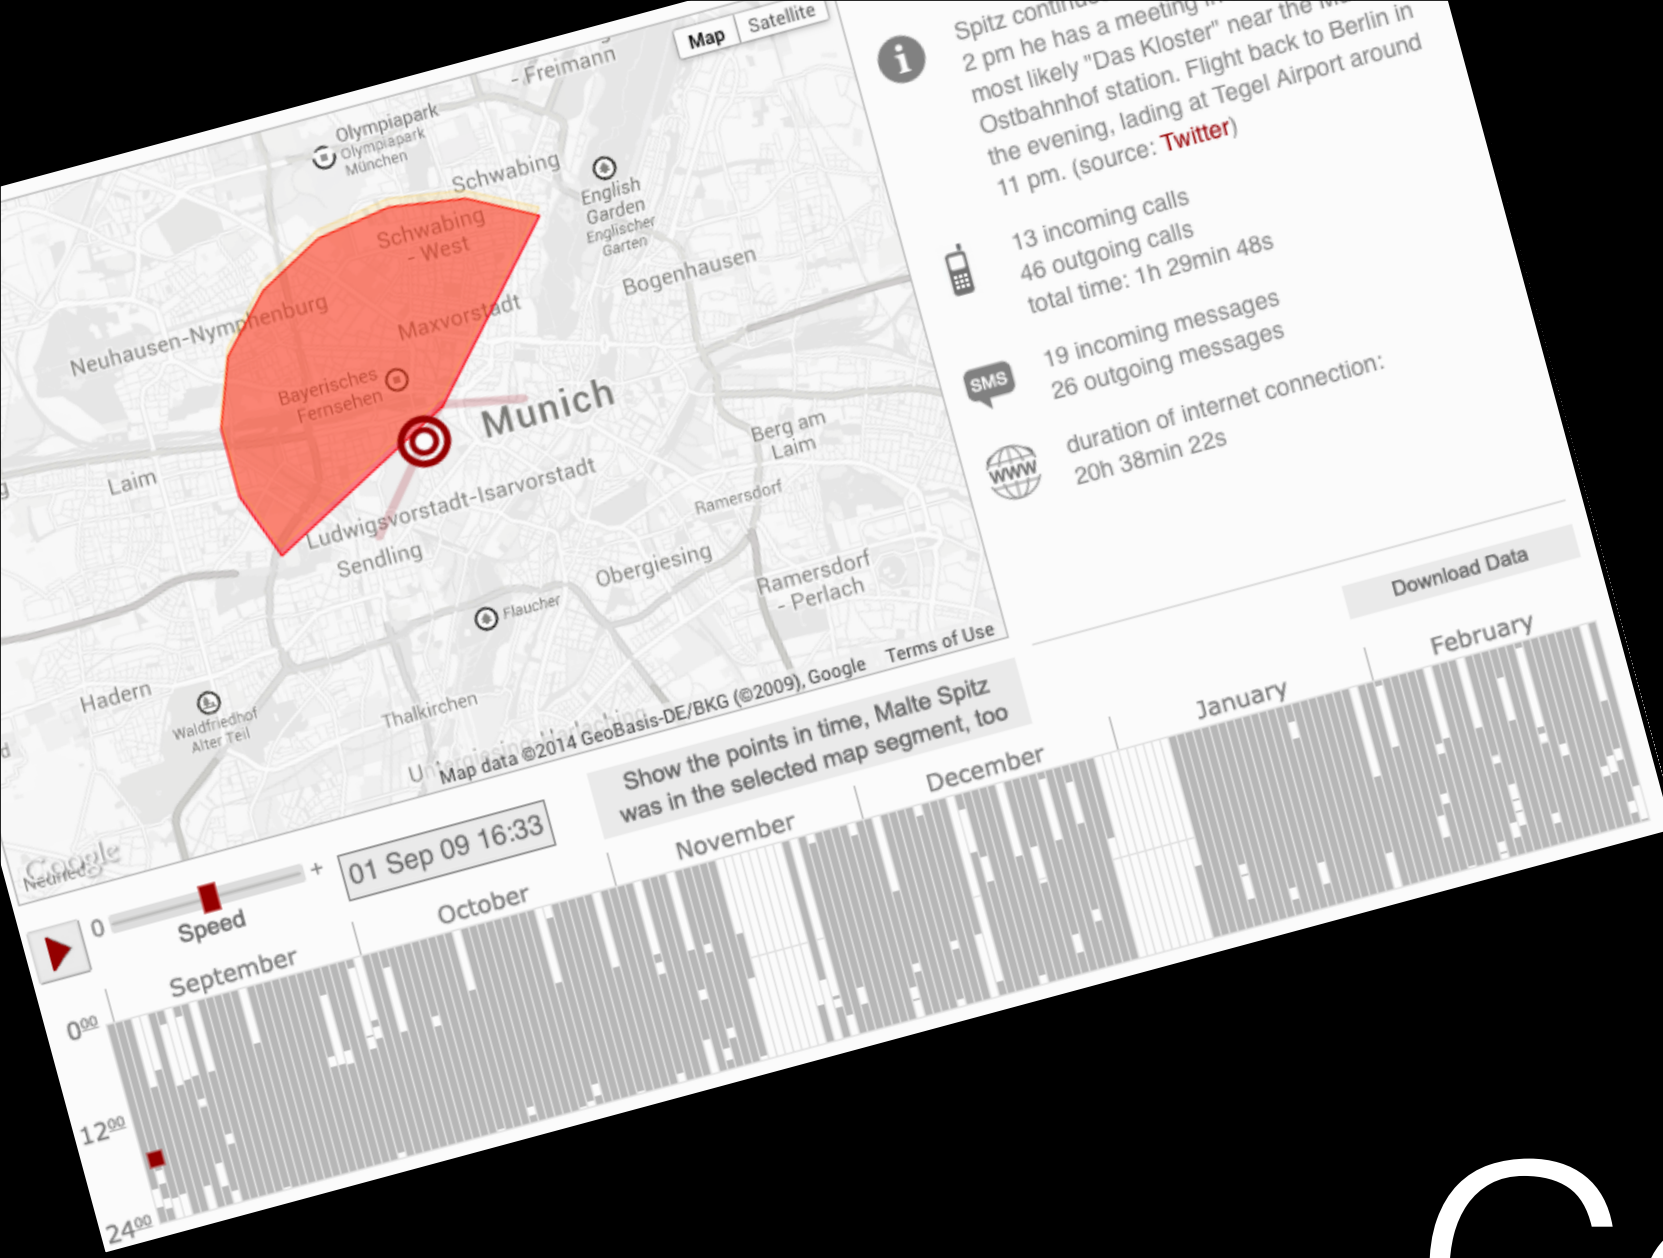 Map
Satellite
- Freimann
Olympiapark
Olympiapark
München
Schwabing
English
Garden
Englischer
Garten
Schwabing
- West
Bogenhausen
Neuhausen-Nymphenburg
Maxvorstadt
Bayerisches
Fernsehen
Munich
Berg am
Laim
Laim
Ludwigsvorstadt-Isarvorstadt
Ramersdorf
Sendling
Obergiesing
Ramersdorf
- Perlach
Flaucher
Hadern
Waldfriedhof
Alter Teil
Thalkirchen
Untergiesing-Harlaching
Google
Map data ©2014 GeoBasis-DE/BKG (©2009), Google
Terms of Use
Spitz
2 pm he has a meeting
most likely "Das Kloster" near the
Ostbahnhof station. Flight back to Berlin in
the evening, lading at Tegel Airport around
11 pm. (source: Twitter)
13 incoming calls
46 outgoing calls
total time: 1h 29min 48s
SMS
19 incoming messages
26 outgoing messages
www
duration of internet connection:
20h 38min 22s
Download Data
Show the points in time, Malte Spitz
was in the selected map segment, too
0
+
Speed
01 Sep 09 16:33
September
October
November
December
January
February
0⁰⁰
12⁰⁰
24⁰⁰